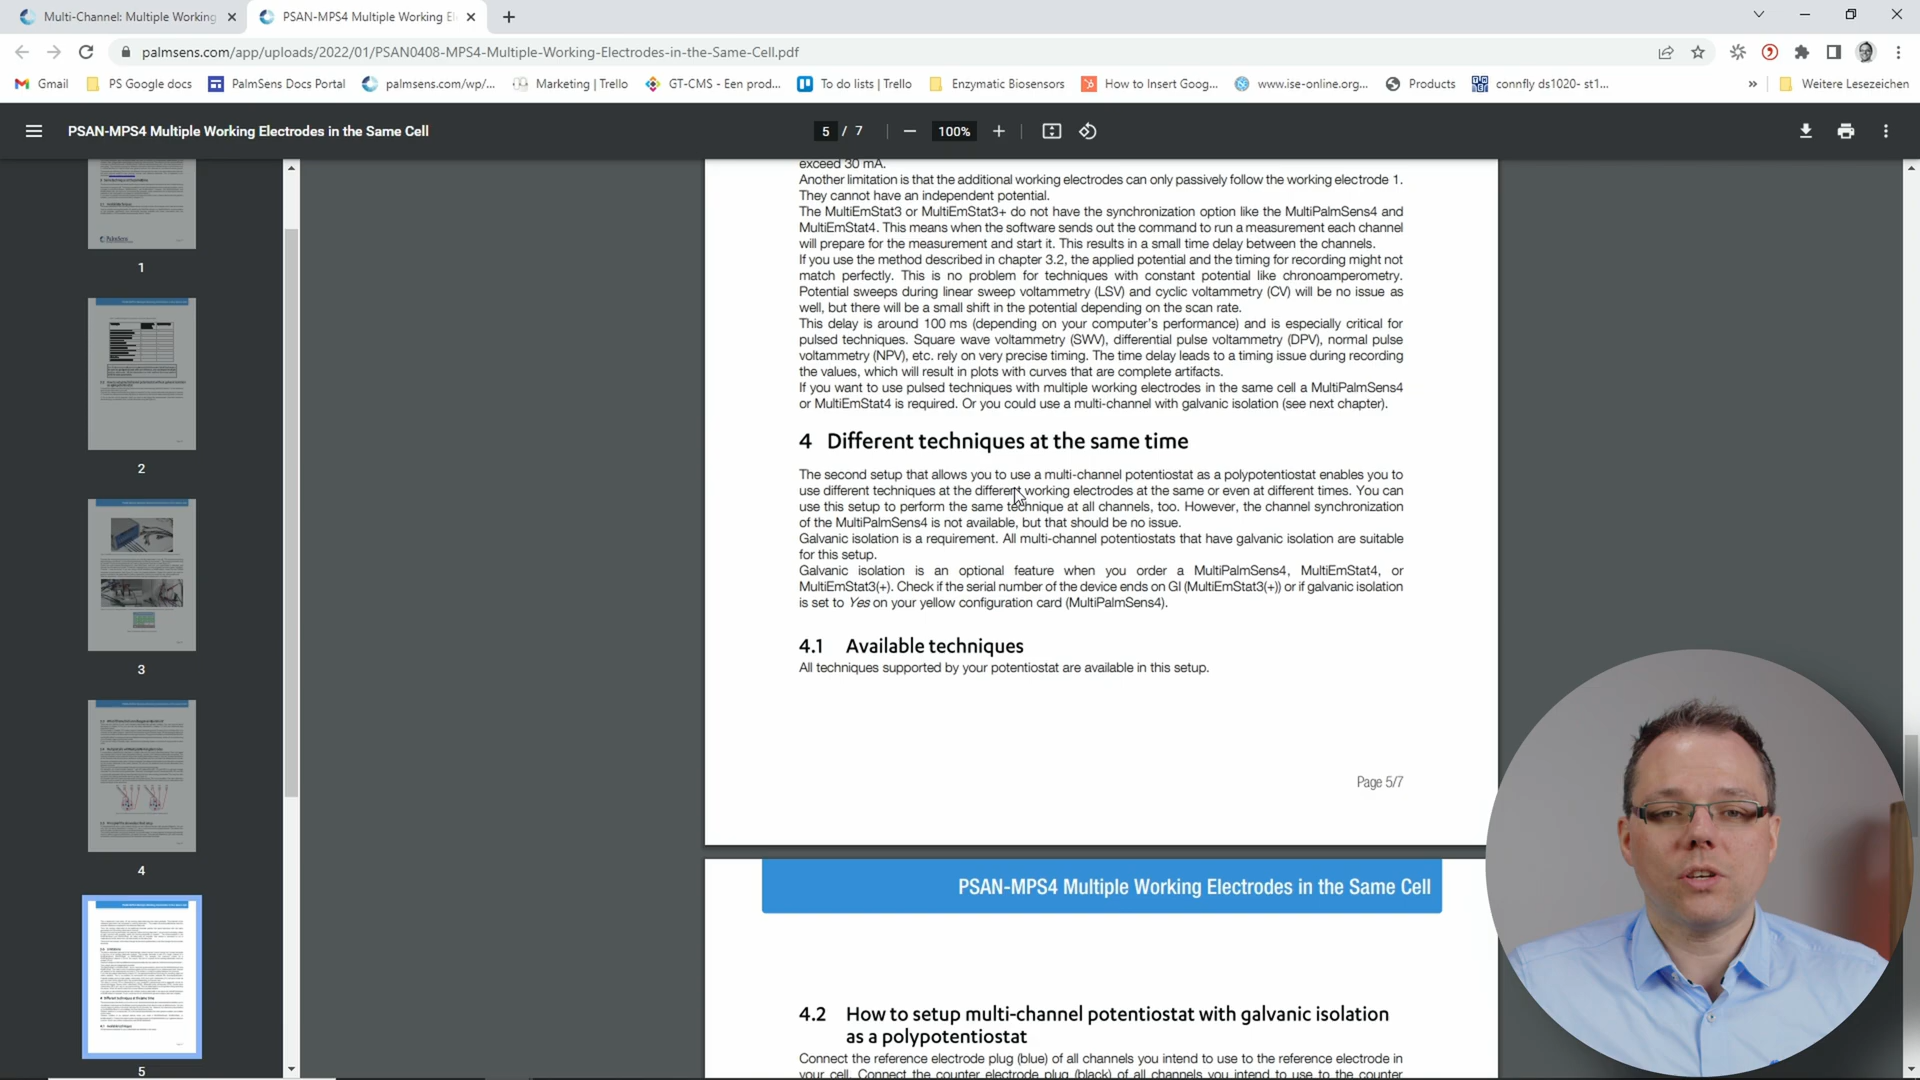 Multi-Channel: Multiple Working
PSAN-MPS4 Multiple Working El
palmsens.com/app/uploads/2022/01/PSAN0408-MPS4-Multiple-Working-Electrodes-in-the-Same-Cell.pdf
Gmail PS Google docs PalmSens Docs Portal palmsens.com/wp/... Marketing | Trello GT-CMS - Een prod... To do lists | Trello Enzymatic Biosensors How to Insert Goog... www.ise-online.org... Products connfly ds1020- st1... » Weitere Lesezeichen
PSAN-MPS4 Multiple Working Electrodes in the Same Cell
5 / 7
100%
1
2
3
4
5
exceed 30 mA.
Another limitation is that the additional working electrodes can only passively follow the working electrode 1.
They cannot have an independent potential.
The MultiEmStat3 or MultiEmStat3+ do not have the synchronization option like the MultiPalmSens4 and
MultiEmStat4. This means when the software sends out the command to run a measurement each channel
will prepare for the measurement and start it. This results in a small time delay between the channels.
If you use the method described in chapter 3.2, the applied potential and the timing for recording might not
match perfectly. This is no problem for techniques with constant potential like chronoamperometry.
Potential sweeps during linear sweep voltammetry (LSV) and cyclic voltammetry (CV) will be no issue as
well, but there will be a small shift in the potential depending on the scan rate.
This delay is around 100 ms (depending on your computer's performance) and is especially critical for
pulsed techniques. Square wave voltammetry (SWV), differential pulse voltammetry (DPV), normal pulse
voltammetry (NPV), etc. rely on very precise timing. The time delay leads to a timing issue during recording
the values, which will result in plots with curves that are complete artifacts.
If you want to use pulsed techniques with multiple working electrodes in the same cell a MultiPalmSens4
or MultiEmStat4 is required. Or you could use a multi-channel with galvanic isolation (see next chapter).
4 Different techniques at the same time
The second setup that allows you to use a multi-channel potentiostat as a polypotentiostat enables you to
use different techniques at the different working electrodes at the same or even at different times. You can
use this setup to perform the same technique at all channels, too. However, the channel synchronization
of the MultiPalmSens4 is not available, but that should be no issue.
Galvanic isolation is a requirement. All multi-channel potentiostats that have galvanic isolation are suitable
for this setup.
Galvanic isolation is an optional feature when you order a MultiPalmSens4, MultiEmStat4, or
MultiEmStat3(+). Check if the serial number of the device ends on GI (MultiEmStat3(+)) or if galvanic isolation
is set to Yes on your yellow configuration card (MultiPalmSens4).
4.1 Available techniques
All techniques supported by your potentiostat are available in this setup.
Page 5/7
PSAN-MPS4 Multiple Working Electrodes in the Same Cell
4.2 How to setup multi-channel potentiostat with galvanic isolation
as a polypotentiostat
Connect the reference electrode plug (blue) of all channels you intend to use to the reference electrode in
your cell. Connect the counter electrode plug (black) of all channels you intend to use to the counter